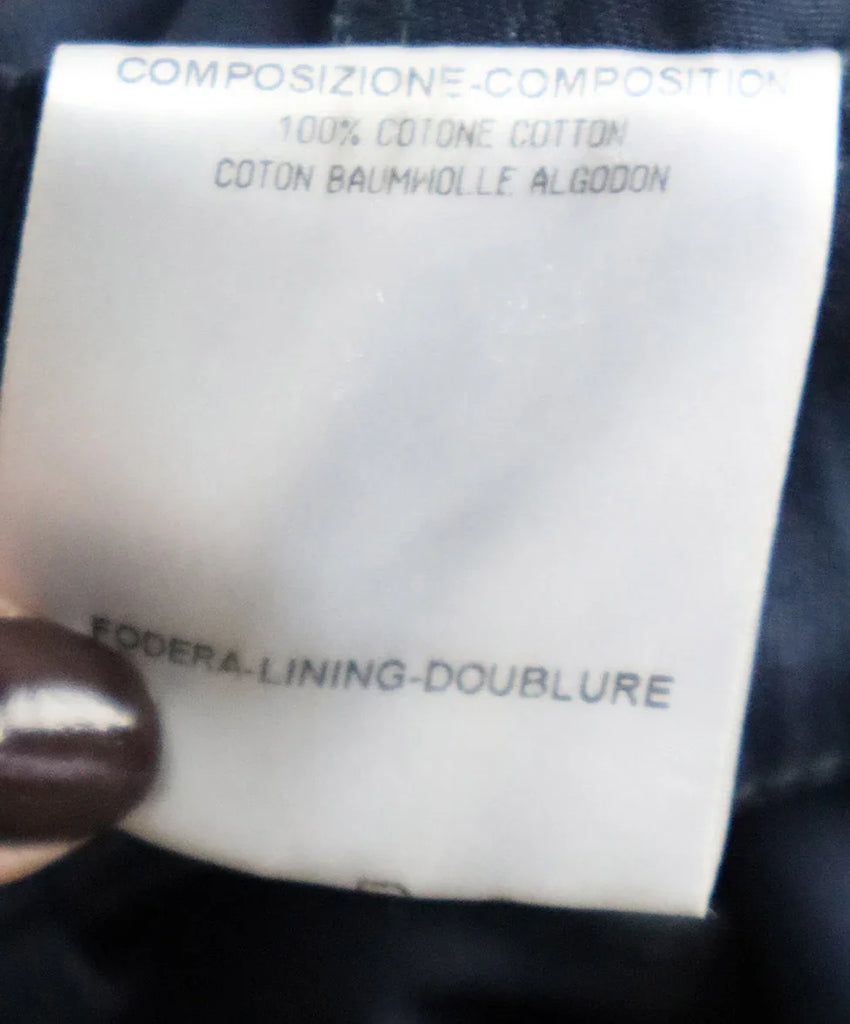 COMPOSIZIONE-COMPOSITION
100% COTONE COTTON
COTON BAUMWOLLE ALGODON
FODERA-LINING-DOUBLURE